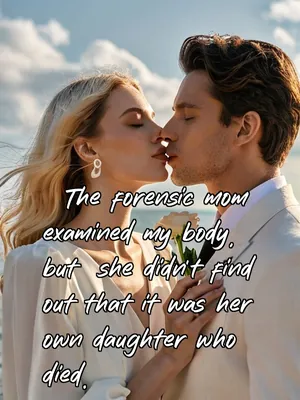 The forensic mom
examined my body,
but she didn't find
out that it was her
own daughter who
died.